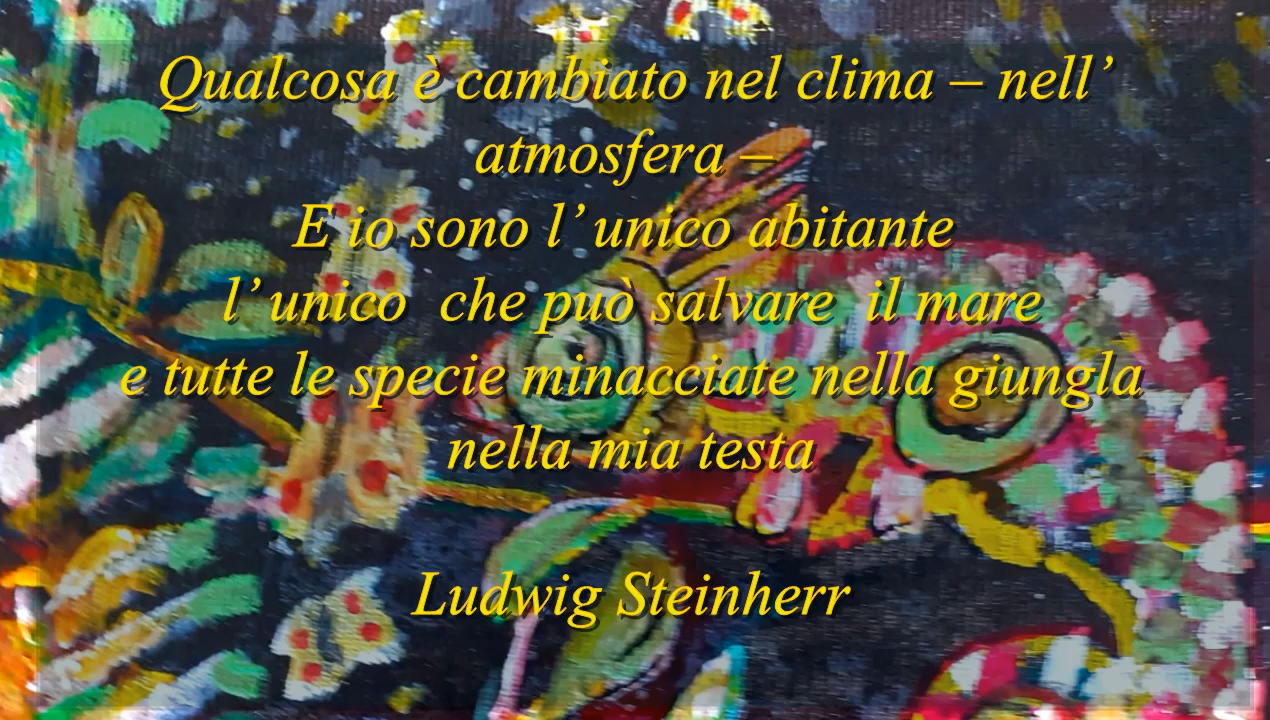 Qualcosa è cambiato nel clima – nell’
atmosfera –
E io sono l’ unico abitante
l’ unico  che può salvare  il mare
e tutte le specie minacciate nella giungla
nella mia testa
Ludwig Steinherr